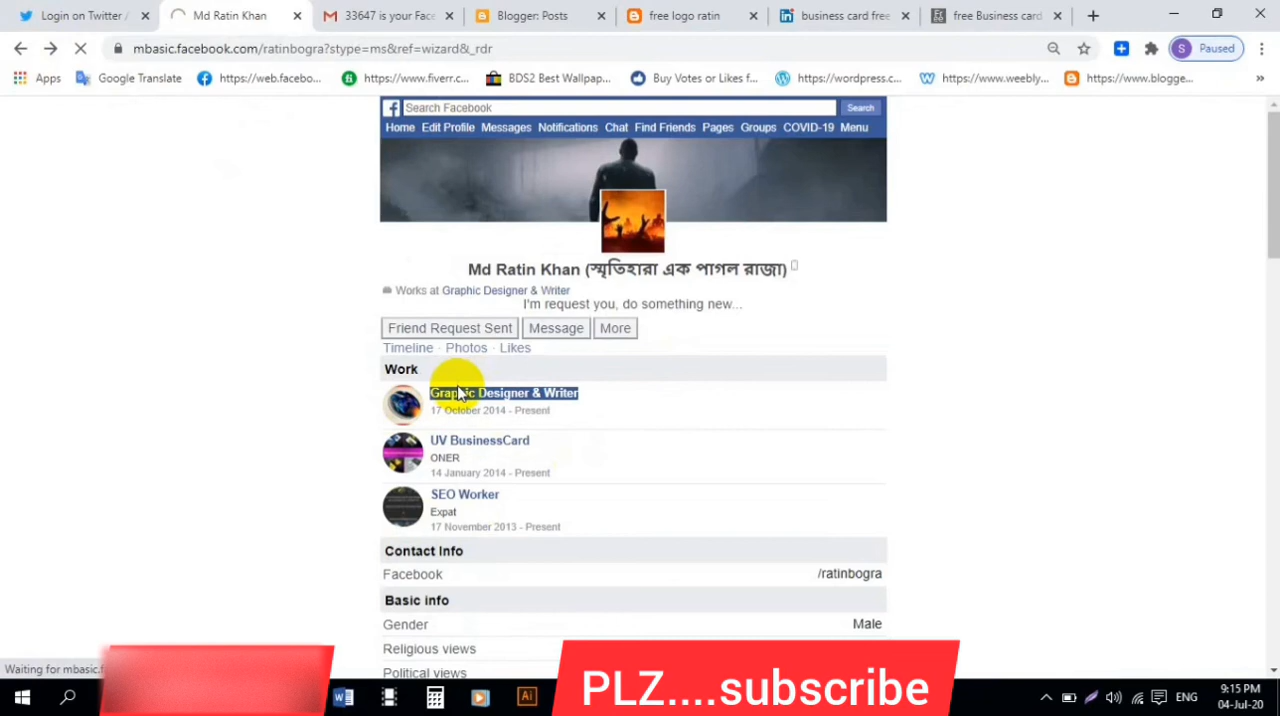 Login on Twitter /
Md Ratin Khan
33647 is your Face
Blogger: Posts
free logo ratin
business card free
free Business card
mbasic.facebook.com/ratinbogra?stype=ms&ref=wizard&_rdr
S Paused
Apps
Google Translate
https://web.facebo...
https://www.fiverr.c...
BDS2 Best Wallpap...
Buy Votes or Likes f...
https://wordpress.c...
https://www.weebly...
https://www.blogge...
»
Search Facebook
Search
Home Edit Profile Messages Notifications Chat Find Friends Pages Groups COVID-19 Menu
Md Ratin Khan (স্মৃতিহারা এক পাগল রাজা)
Works at Graphic Designer & Writer
I'm request you, do something new...
Friend Request Sent Message More
Timeline · Photos · Likes
Work
Graphic Designer & Writer
17 October 2014 - Present
UV BusinessCard
ONER
14 January 2014 - Present
SEO Worker
Expat
17 November 2013 - Present
Contact Info
Facebook /ratinbogra
Basic info
Gender Male
Religious views
Political views
Waiting for mbasic.f
PLZ....subscribe
Ai
ENG
9:15 PM
04-Jul-20